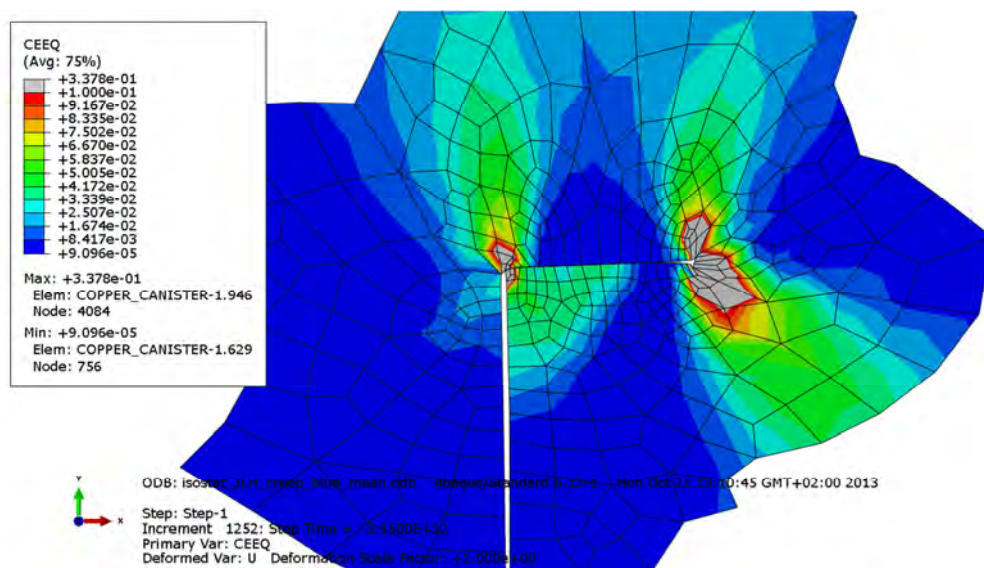 CEEQ
(Avg: 75%)
+3.378e-01
+1.000e-01
+9.167e-02
+8.335e-02
+7.502e-02
+6.670e-02
+5.837e-02
+5.005e-02
+4.172e-02
+3.339e-02
+2.507e-02
+1.674e-02
+8.417e-03
+9.096e-05
Max: +3.378e-01
Elem: COPPER_CANISTER-1.946
Node: 4084
Min: +9.096e-05
Elem: COPPER_CANISTER-1.629
Node: 756
Y
X
ODB: Mon Oct 10:45 GMT+02:00 2013
Step: Step-1
Increment 1252: Step Time =
Primary Var: CEEQ
Deformed Var: U Deformation Scale Factor: +1.000e+00